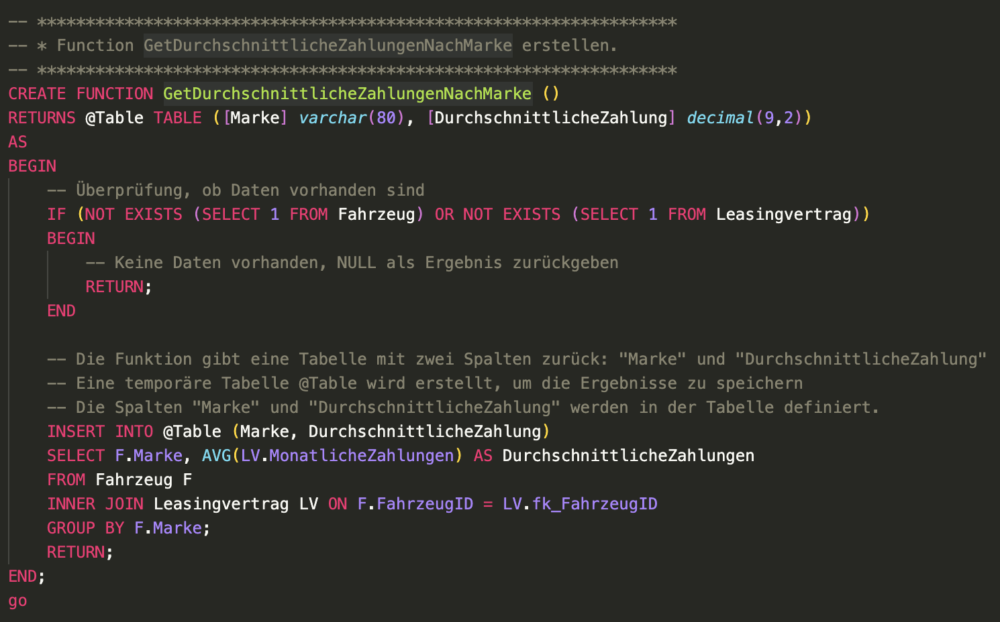 -- ******************************************************************
-- * Function GetDurchschnittlicheZahlungenNachMarke erstellen.
-- ******************************************************************
CREATE FUNCTION GetDurchschnittlicheZahlungenNachMarke ()
RETURNS @Table TABLE ([Marke] varchar(80), [DurchschnittlicheZahlung] decimal(9,2))
AS
BEGIN
    -- Überprüfung, ob Daten vorhanden sind
    IF (NOT EXISTS (SELECT 1 FROM Fahrzeug) OR NOT EXISTS (SELECT 1 FROM Leasingvertrag))
    BEGIN
        -- Keine Daten vorhanden, NULL als Ergebnis zurückgeben
        RETURN;
    END
    -- Die Funktion gibt eine Tabelle mit zwei Spalten zurück: "Marke" und "DurchschnittlicheZahlung"
    -- Eine temporäre Tabelle @Table wird erstellt, um die Ergebnisse zu speichern
    -- Die Spalten "Marke" und "DurchschnittlicheZahlung" werden in der Tabelle definiert.
    INSERT INTO @Table (Marke, DurchschnittlicheZahlung)
    SELECT F.Marke, AVG(LV.MonatlicheZahlungen) AS DurchschnittlicheZahlungen
    FROM Fahrzeug F
    INNER JOIN Leasingvertrag LV ON F.FahrzeugID = LV.fk_FahrzeugID
    GROUP BY F.Marke;
    RETURN;
END;
go